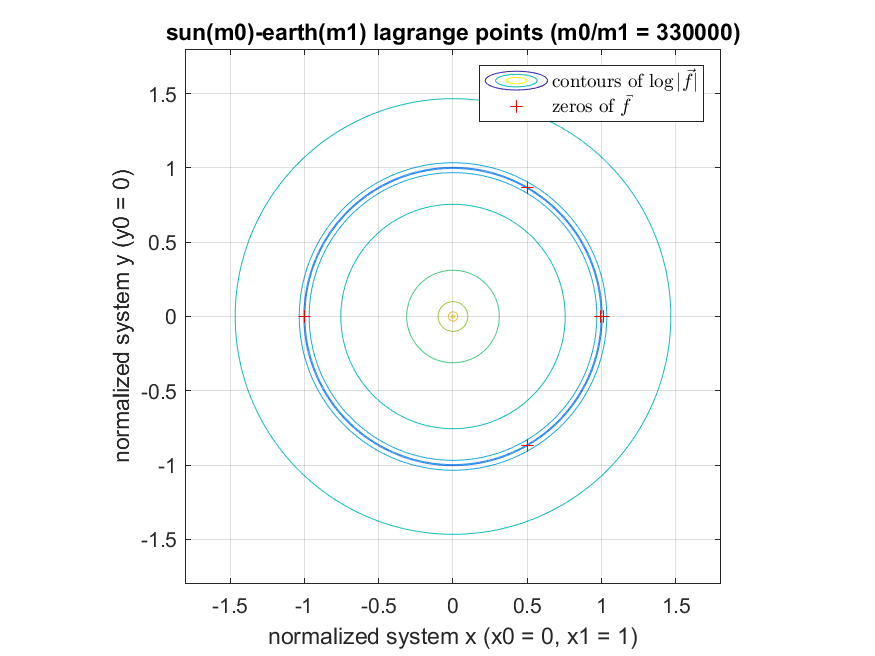 sun(m0)-earth(m1) lagrange points (m0/m1 = 330000)
contours of log|f⃗|
zeros of f⃗
normalized system y (y0 = 0)
1.5
1
0.5
0
-0.5
-1
-1.5
-1.5 -1 -0.5 0 0.5 1 1.5
normalized system x (x0 = 0, x1 = 1)